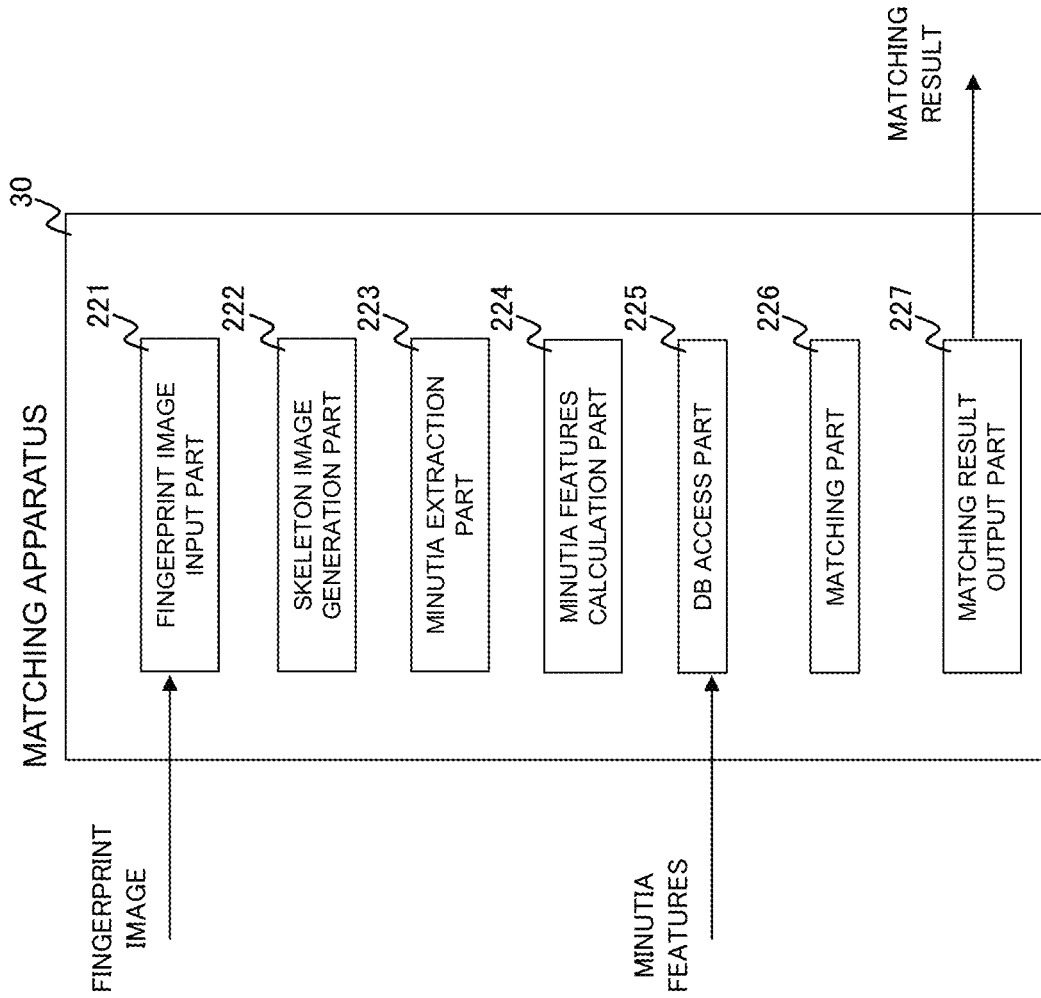 MATCHING APPARATUS
30
FINGERPRINT
IMAGE
221
FINGERPRINT IMAGE
INPUT PART
222
SKELETON IMAGE
GENERATION PART
223
MINUTIA EXTRACTION
PART
224
MINUTIA FEATURES
CALCULATION PART
MINUTIA
FEATURES
225
DB ACCESS PART
226
MATCHING PART
227
MATCHING RESULT
OUTPUT PART
MATCHING
RESULT